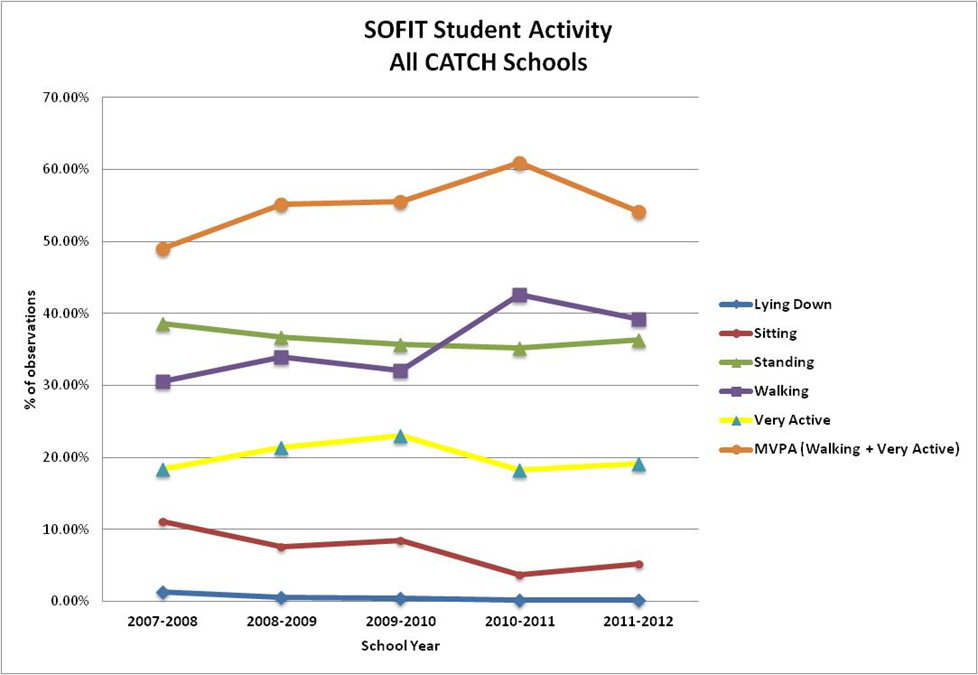 SOFIT Student Activity
All CATCH Schools
70.00%
60.00%
50.00%
40.00%
30.00%
20.00%
10.00%
0.00%
% of observations
2007-2008 2008-2009 2009-2010 2010-2011 2011-2012
School Year
Lying Down
Sitting
Standing
Walking
Very Active
MVPA (Walking + Very Active)